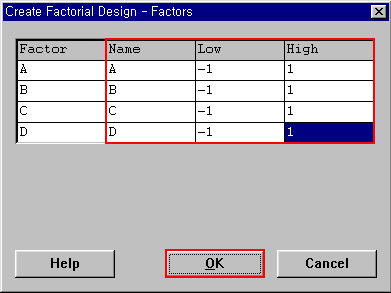 Create Factorial Design - Factors
Factor Name Low High
A A -1 1
B B -1 1
C C -1 1
D D -1 1
Help OK Cancel